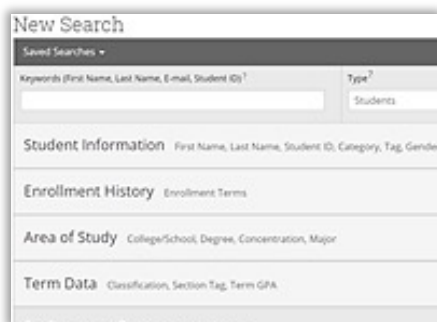 New Search
Saved Searches
Keywords (First Name, Last Name, E-mail, Student ID) ?
Type ?
Students
Student Information First Name, Last Name, Student ID, Category, Tag, Gender
Enrollment History Enrollment Terms
Area of Study College/School, Degree, Concentration, Major
Term Data Classification, Section Tag, Term GPA